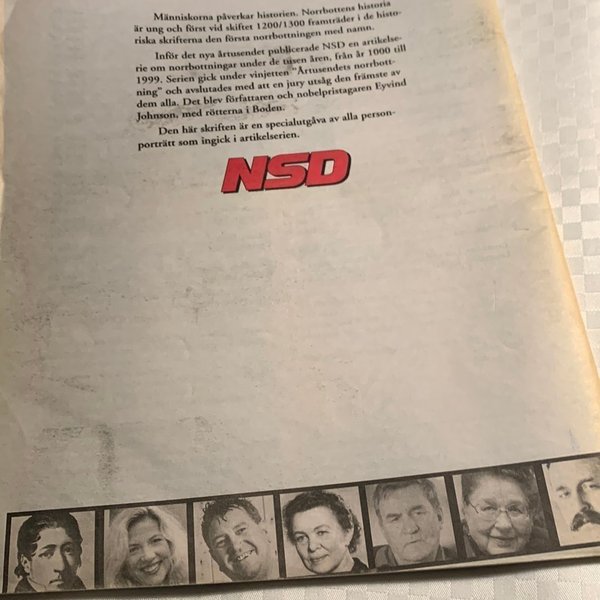 Människorna påverkar historien. Norrbottens historia
är ung och först vid skiftet 1200/1300 framträder i de histo-
riska skrifterna den första norrbottningen med namn.
Inför det nya årtusendet publicerade NSD en artikelse-
rie om norrbottningar under de tusen åren, från år 1000 till
1999. Serien gick under vinjetten "Årtusendets norrbott-
ning" och avslutades med att en jury utsåg den främste av
dem alla. Det blev författaren och nobelpristagaren Eyvind
Johnson, med rötterna i Boden.
Den här skriften är en specialutgåva av alla person-
porträtt som ingick i artikelserien.
NSD